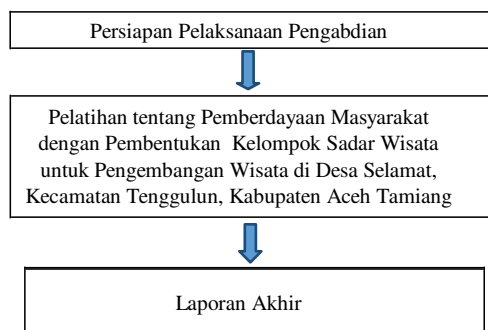 Persiapan Pelaksanaan Pengabdian
Pelatihan tentang Pemberdayaan Masyarakat
dengan Pembentukan Kelompok Sadar Wisata
untuk Pengembangan Wisata di Desa Selamat,
Kecamatan Tenggulun, Kabupaten Aceh Tamiang
Laporan Akhir